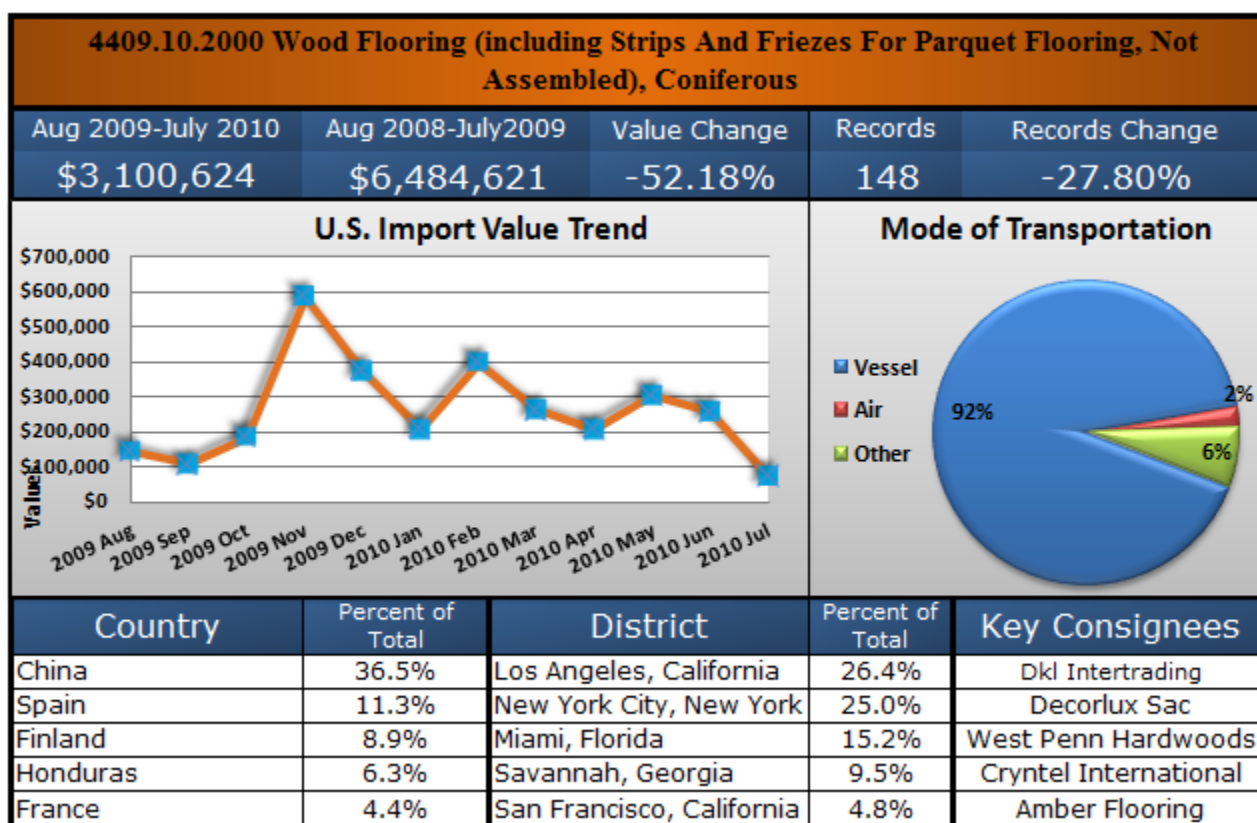 4409.10.2000 Wood Flooring (including Strips And Friezes For Parquet Flooring, Not
Assembled), Coniferous
Aug 2009-July 2010 Aug 2008-July2009 Value Change Records Records Change
$3,100,624 $6,484,621 -52.18% 148 -27.80%
U.S. Import Value Trend
$700,000
$600,000
$500,000
$400,000
$300,000
$200,000
$100,000
$0
Value
2009 Aug
2009 Sep
2009 Oct
2009 Nov
2009 Dec
2010 Jan
2010 Feb
2010 Mar
2010 Apr
2010 May
2010 Jun
2010 Jul
Mode of Transportation
Vessel
Air
Other
92%
2%
6%
Country Percent of Total District Percent of Total Key Consignees
China 36.5% Los Angeles, California 26.4% Dkl Intertrading
Spain 11.3% New York City, New York 25.0% Decorlux Sac
Finland 8.9% Miami, Florida 15.2% West Penn Hardwoods
Honduras 6.3% Savannah, Georgia 9.5% Cryntel International
France 4.4% San Francisco, California 4.8% Amber Flooring